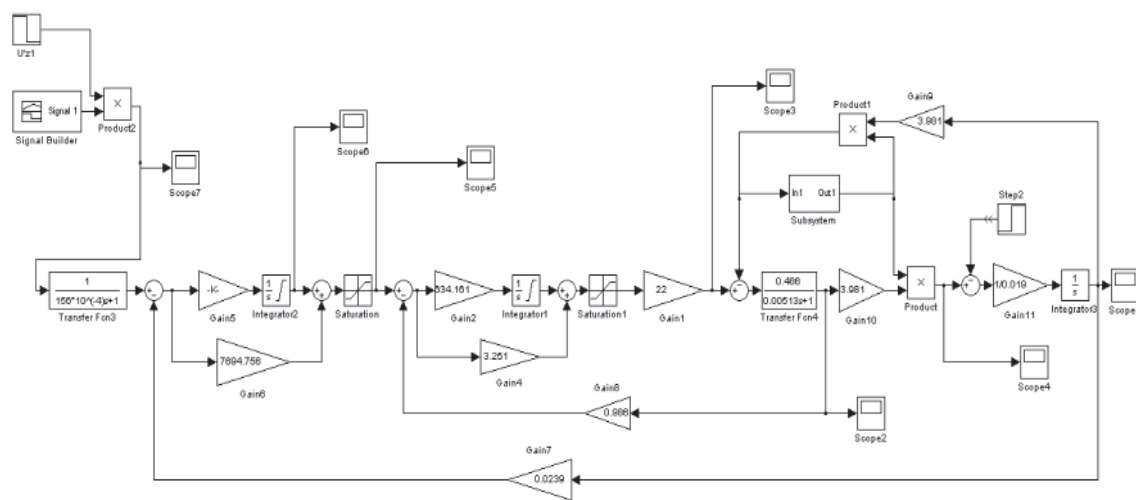 U*z1
Signal 1
Signal Builder
Product2
Scope7
1
156*10^(-4)s+1
Transfer Fcn3
-K-
Gain5
1
s
Integrator2
7694.756
Gain6
Saturation
Scope6
Scope5
534.161
Gain2
1
s
Integrator1
3.251
Gain4
Saturation1
22
Gain1
Scope3
0.466
0.00513s+1
Transfer Fcn4
In1
Out1
Subsystem
Product1
Gain9
3.981
3.981
Gain10
Product
Step2
1/0.019
Gain11
1
s
Integrator3
Scope
Scope4
Gain8
0.986
Scope2
Gain7
0.0239